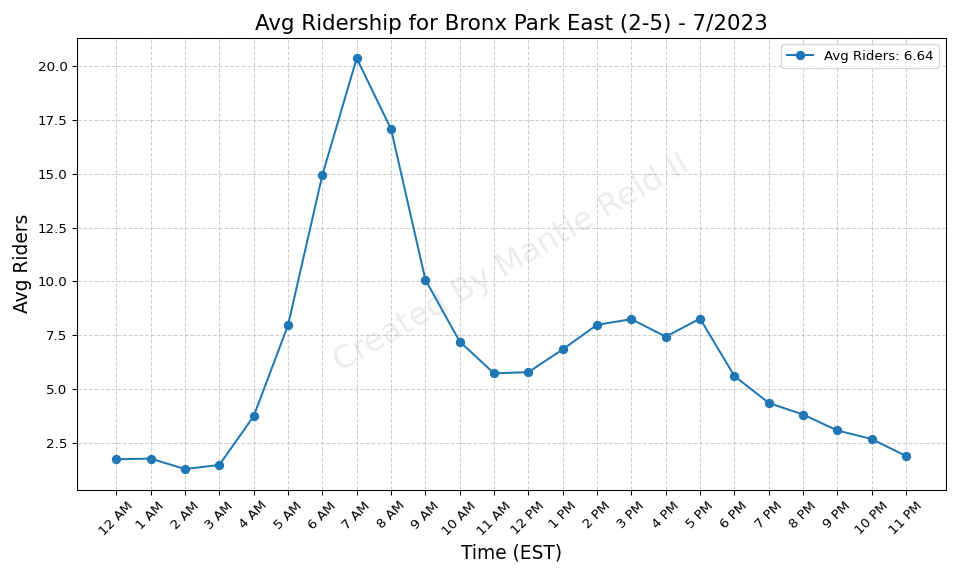 Avg Ridership for Bronx Park East (2-5) - 7/2023
Avg Riders: 6.64
20.0
17.5
15.0
12.5
10.0
7.5
5.0
2.5
Avg Riders
Created By Mantie Reid II
12 AM
1 AM
2 AM
3 AM
4 AM
5 AM
6 AM
7 AM
8 AM
9 AM
10 AM
11 AM
12 PM
1 PM
2 PM
3 PM
4 PM
5 PM
6 PM
7 PM
8 PM
9 PM
10 PM
11 PM
Time (EST)